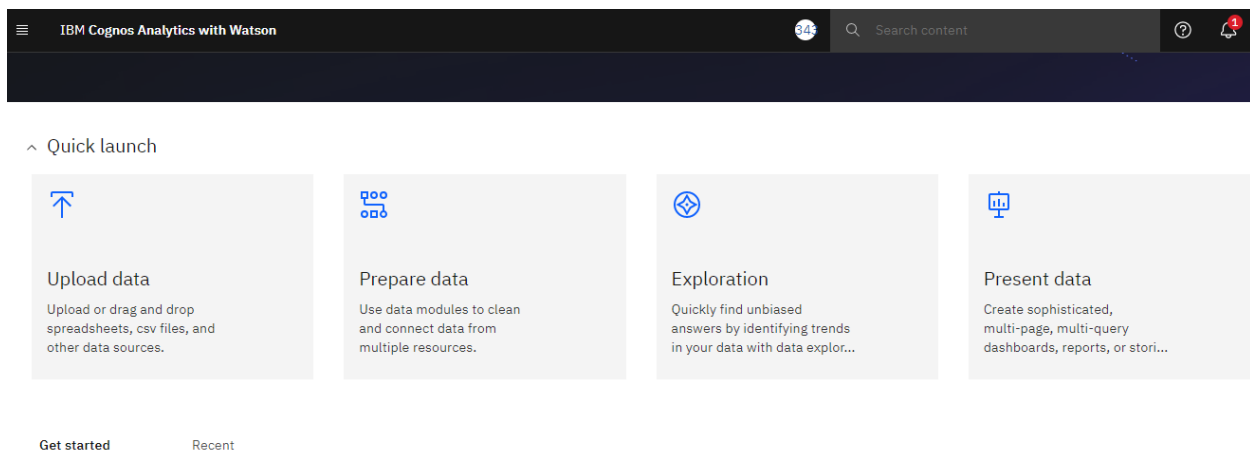 IBM Cognos Analytics with Watson
343
Search content
1
Quick launch
Upload data
Upload or drag and drop
spreadsheets, csv files, and
other data sources.
Prepare data
Use data modules to clean
and connect data from
multiple resources.
Exploration
Quickly find unbiased
answers by identifying trends
in your data with data explor...
Present data
Create sophisticated,
multi-page, multi-query
dashboards, reports, or stori...
Get started
Recent